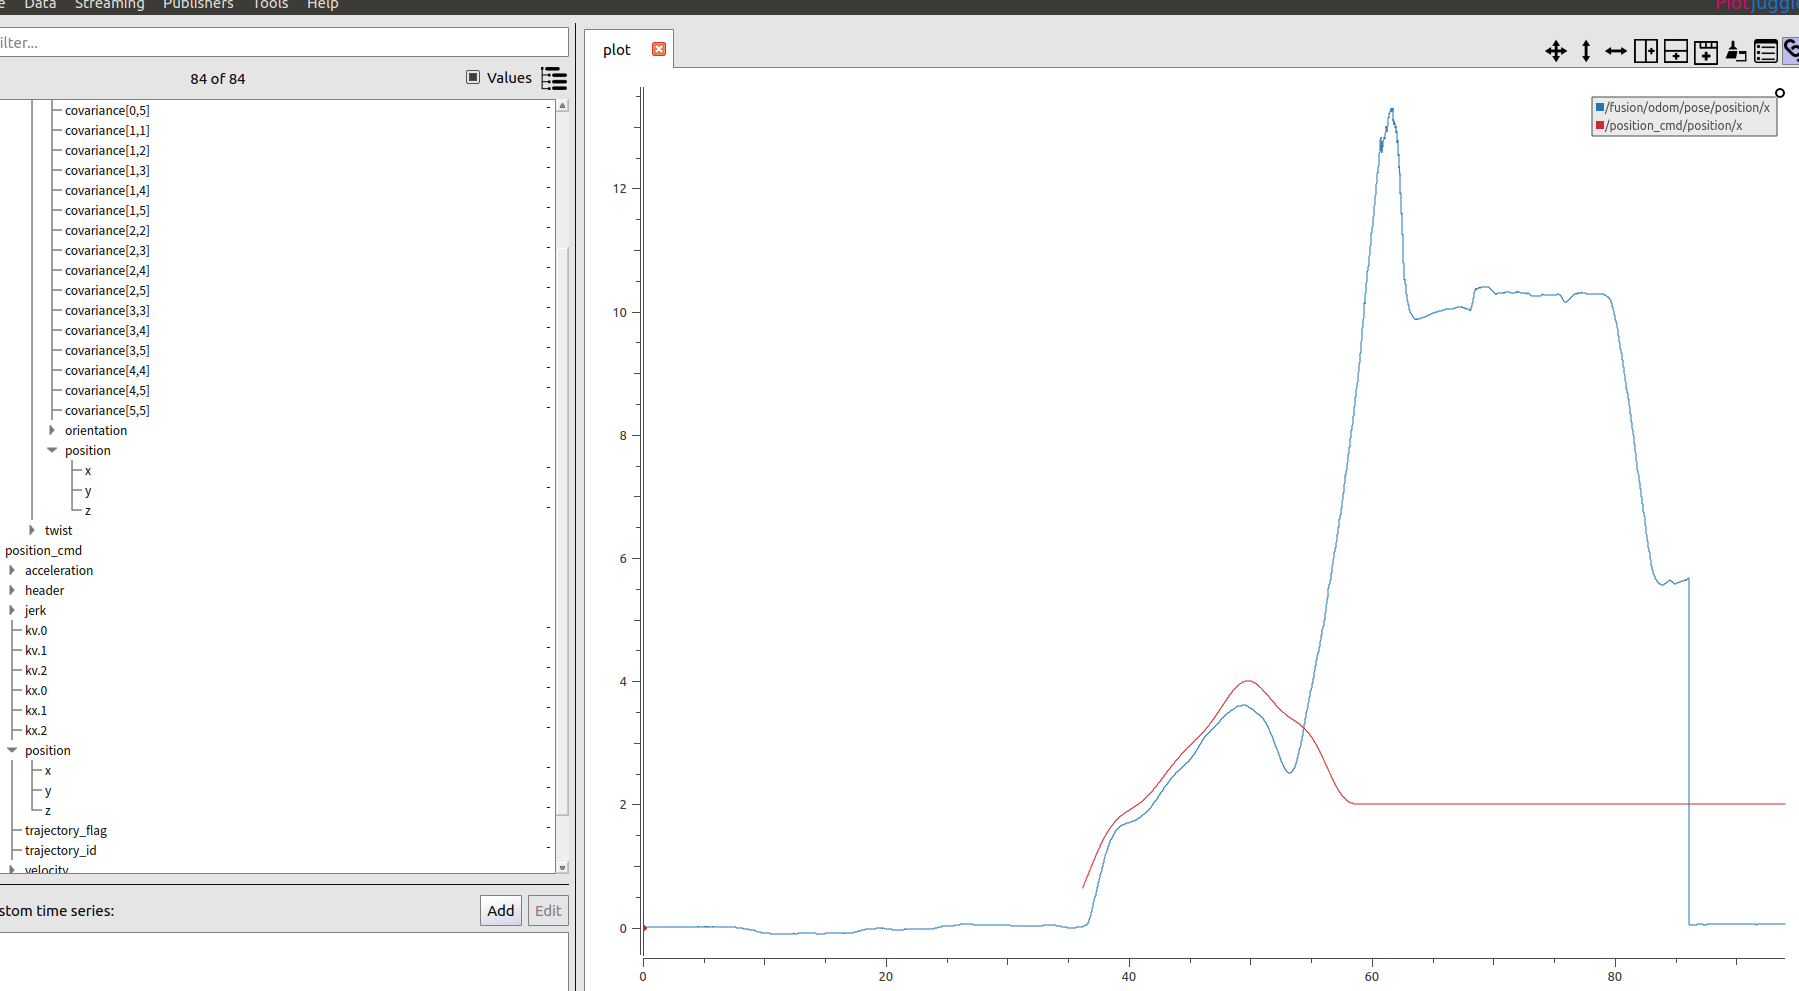 Data Streaming Publishers Tools Help
PlotJuggl
ilter...
plot
84 of 84
Values
covariance[0,5]
covariance[1,1]
covariance[1,2]
covariance[1,3]
covariance[1,4]
covariance[1,5]
covariance[2,2]
covariance[2,3]
covariance[2,4]
covariance[2,5]
covariance[3,3]
covariance[3,4]
covariance[3,5]
covariance[4,4]
covariance[4,5]
covariance[5,5]
orientation
position
x
y
z
twist
position_cmd
acceleration
header
jerk
kv.0
kv.1
kv.2
kx.0
kx.1
kx.2
position
x
y
z
trajectory_flag
trajectory_id
velocity
stom time series:
Add
Edit
/fusion/odom/pose/position/x
/position_cmd/position/x
12
10
8
6
4
2
0
0 20 40 60 80